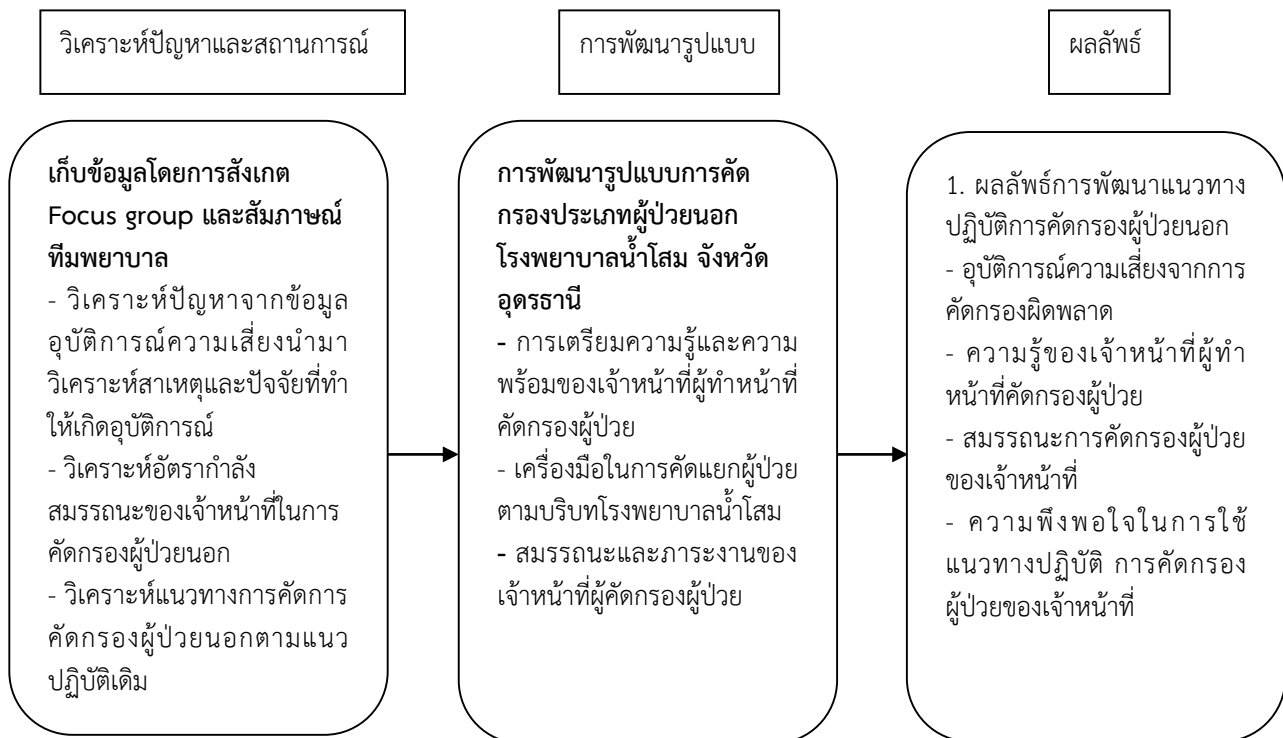 วิเคราะห์ปัญหาและสถานการณ์
การพัฒนารูปแบบ
ผลลัพธ์
เก็บข้อมูลโดยการสังเกต
Focus group และสัมภาษณ์
ทีมพยาบาล
- วิเคราะห์ปัญหาจากข้อมูล
อุบัติการณ์ความเสี่ยงนำมา
วิเคราะห์สาเหตุและปัจจัยที่ทำ
ให้เกิดอุบัติการณ์
- วิเคราะห์อัตรากำลัง
สมรรถนะของเจ้าหน้าที่ในการ
คัดกรองผู้ป่วยนอก
- วิเคราะห์แนวทางการคัดการ
คัดกรองผู้ป่วยนอกตามแนว
ปฏิบัติเดิม
การพัฒนารูปแบบการคัด
กรองประเภทผู้ป่วยนอก
โรงพยาบาลน้ำโสม จังหวัด
อุดรธานี
- การเตรียมความรู้และความ
พร้อมของเจ้าหน้าที่ผู้ทำหน้าที่
คัดกรองผู้ป่วย
- เครื่องมือในการคัดแยกผู้ป่วย
ตามบริบทโรงพยาบาลน้ำโสม
- สมรรถนะและภาระงานของ
เจ้าหน้าที่ผู้คัดกรองผู้ป่วย
1. ผลลัพธ์การพัฒนาแนวทาง
ปฏิบัติการคัดกรองผู้ป่วยนอก
- อุบัติการณ์ความเสี่ยงจากการ
คัดกรองผิดพลาด
- ความรู้ของเจ้าหน้าที่ผู้ทำ
หน้าที่คัดกรองผู้ป่วย
- สมรรถนะการคัดกรองผู้ป่วย
ของเจ้าหน้าที่
- ความพึงพอใจในการใช้
แนวทางปฏิบัติ การคัดกรอง
ผู้ป่วยของเจ้าหน้าที่